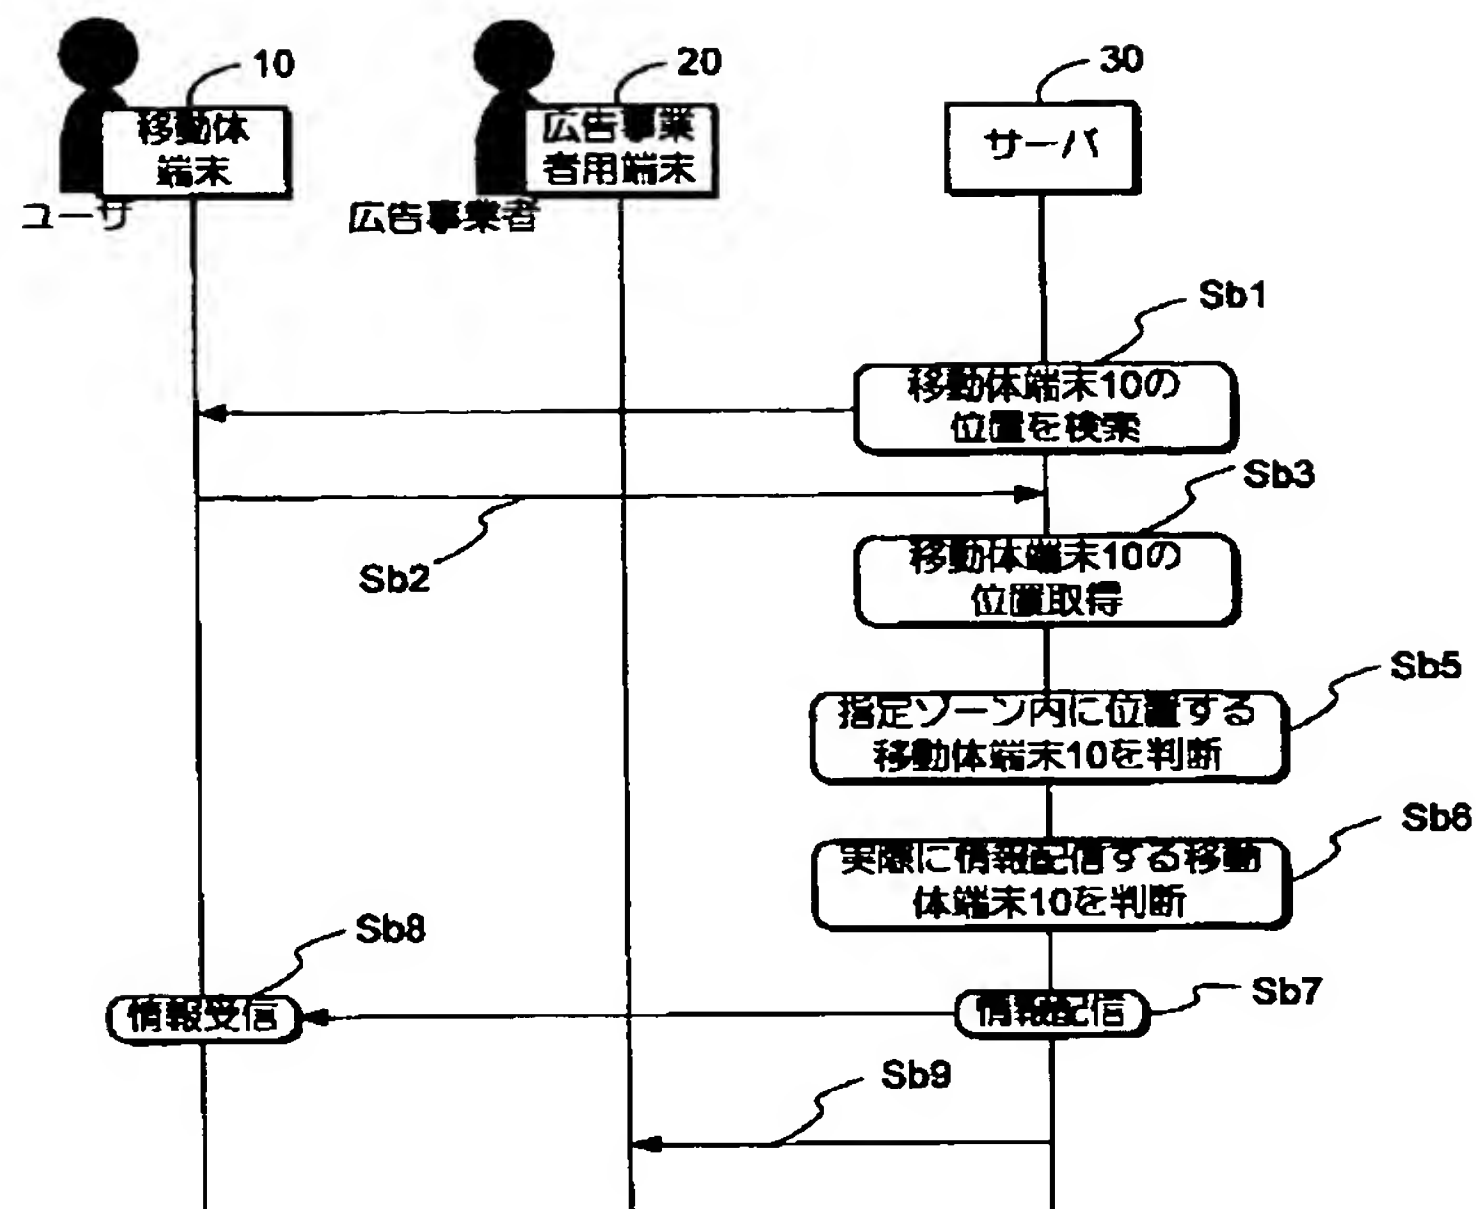 10
20
30
移動体
端末
広告事業
者用端末
サーバ
ユーザ
広告事業者
Sb1
移動体端末10の
位置を検索
Sb3
Sb2
移動体端末10の
位置取得
Sb5
指定ゾーン内に位置する
移動体端末10を判断
Sb6
実際に情報配信する移動
体端末10を判断
Sb8
情報受信
情報配信
Sb7
Sb9